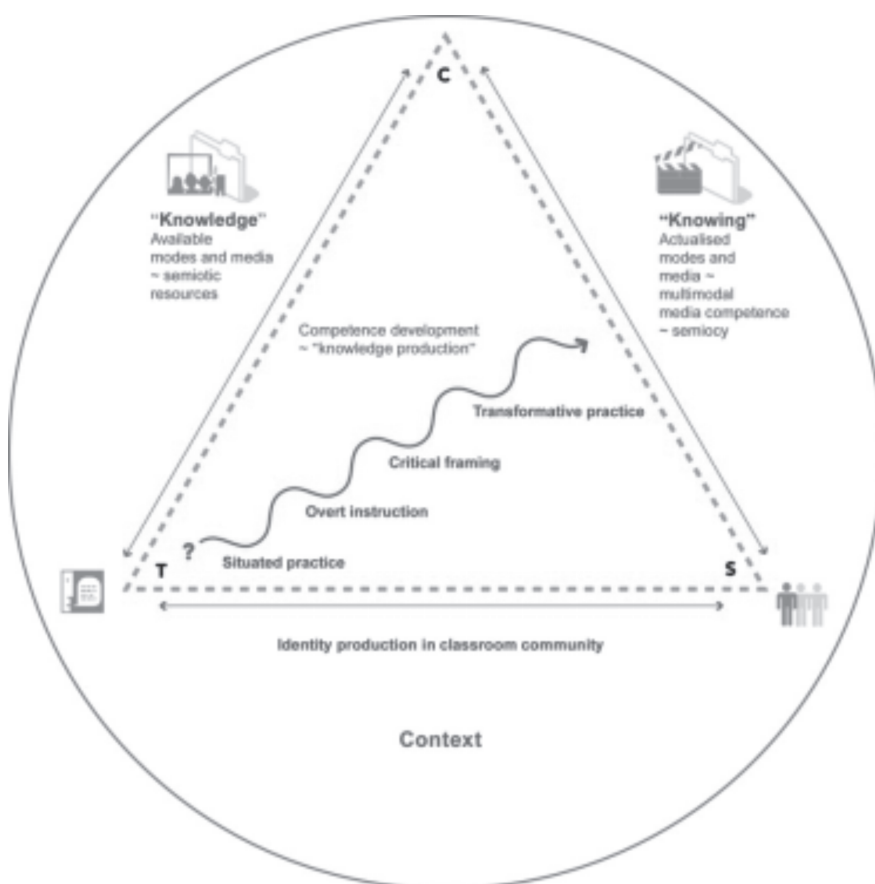 C
"Knowledge"
Available
modes and media
~ semiotic
resources
"Knowing"
Actualised
modes and
media ~
multimodal
media competence
~ semiocy
Competence development
~ "knowledge production"
Transformative practice
Critical framing
Overt instruction
?
Situated practice
T
S
Identity production in classroom community
Context